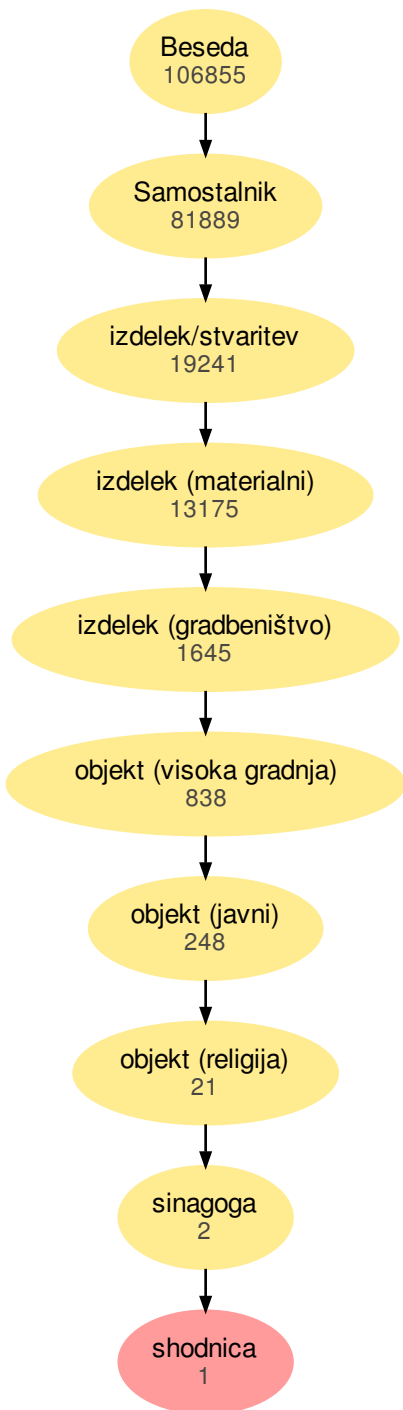 Beseda
106855
Samostalnik
81889
izdelek/stvaritev
19241
izdelek (materialni)
13175
izdelek (gradbeništvo)
1645
objekt (visoka gradnja)
838
objekt (javni)
248
objekt (religija)
21
sinagoga
2
shodnica
1